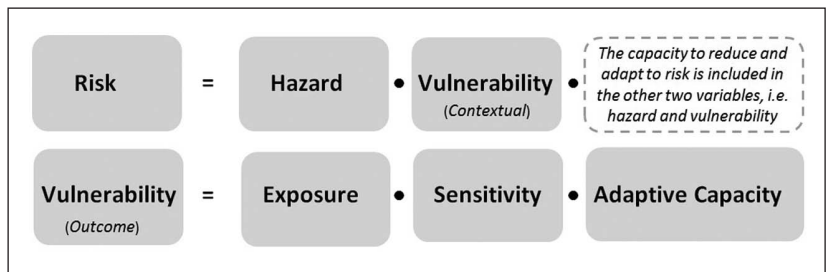 Risk = Hazard • Vulnerability (Contextual) • The capacity to reduce and
adapt to risk is included in
the other two variables, i.e.
hazard and vulnerability
Vulnerability (Outcome) = Exposure • Sensitivity • Adaptive Capacity